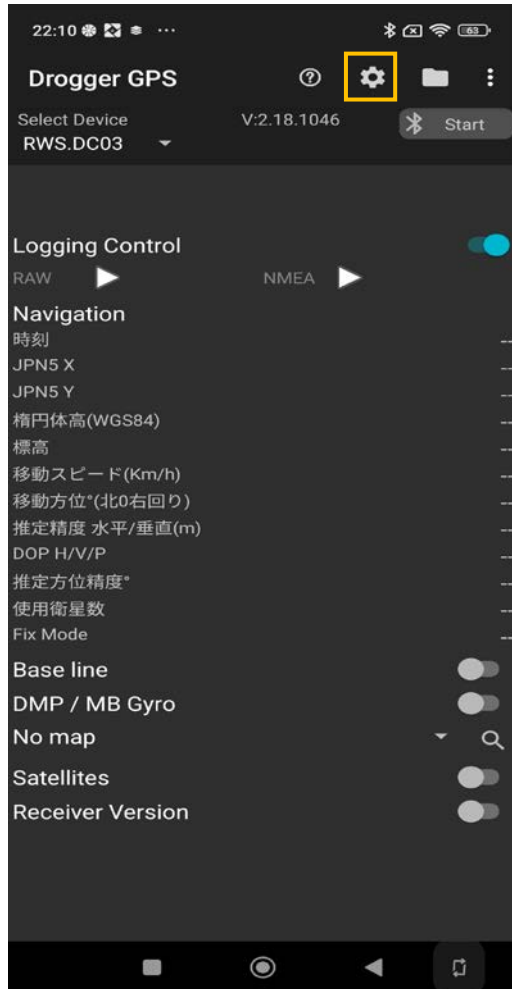 22:10
63
Drogger GPS
Select Device
V:2.18.1046
Start
RWS.DC03
Logging Control
RAW
NMEA
Navigation
時刻
--
JPN5 X
--
JPN5 Y
--
楕円体高(WGS84)
--
標高
--
移動スピード(Km/h)
--
移動方位°(北0右回り)
--
推定精度 水平/垂直(m)
--
DOP H/V/P
--
推定方位精度°
--
使用衛星数
--
Fix Mode
--
Base line
DMP / MB Gyro
No map
Satellites
Receiver Version